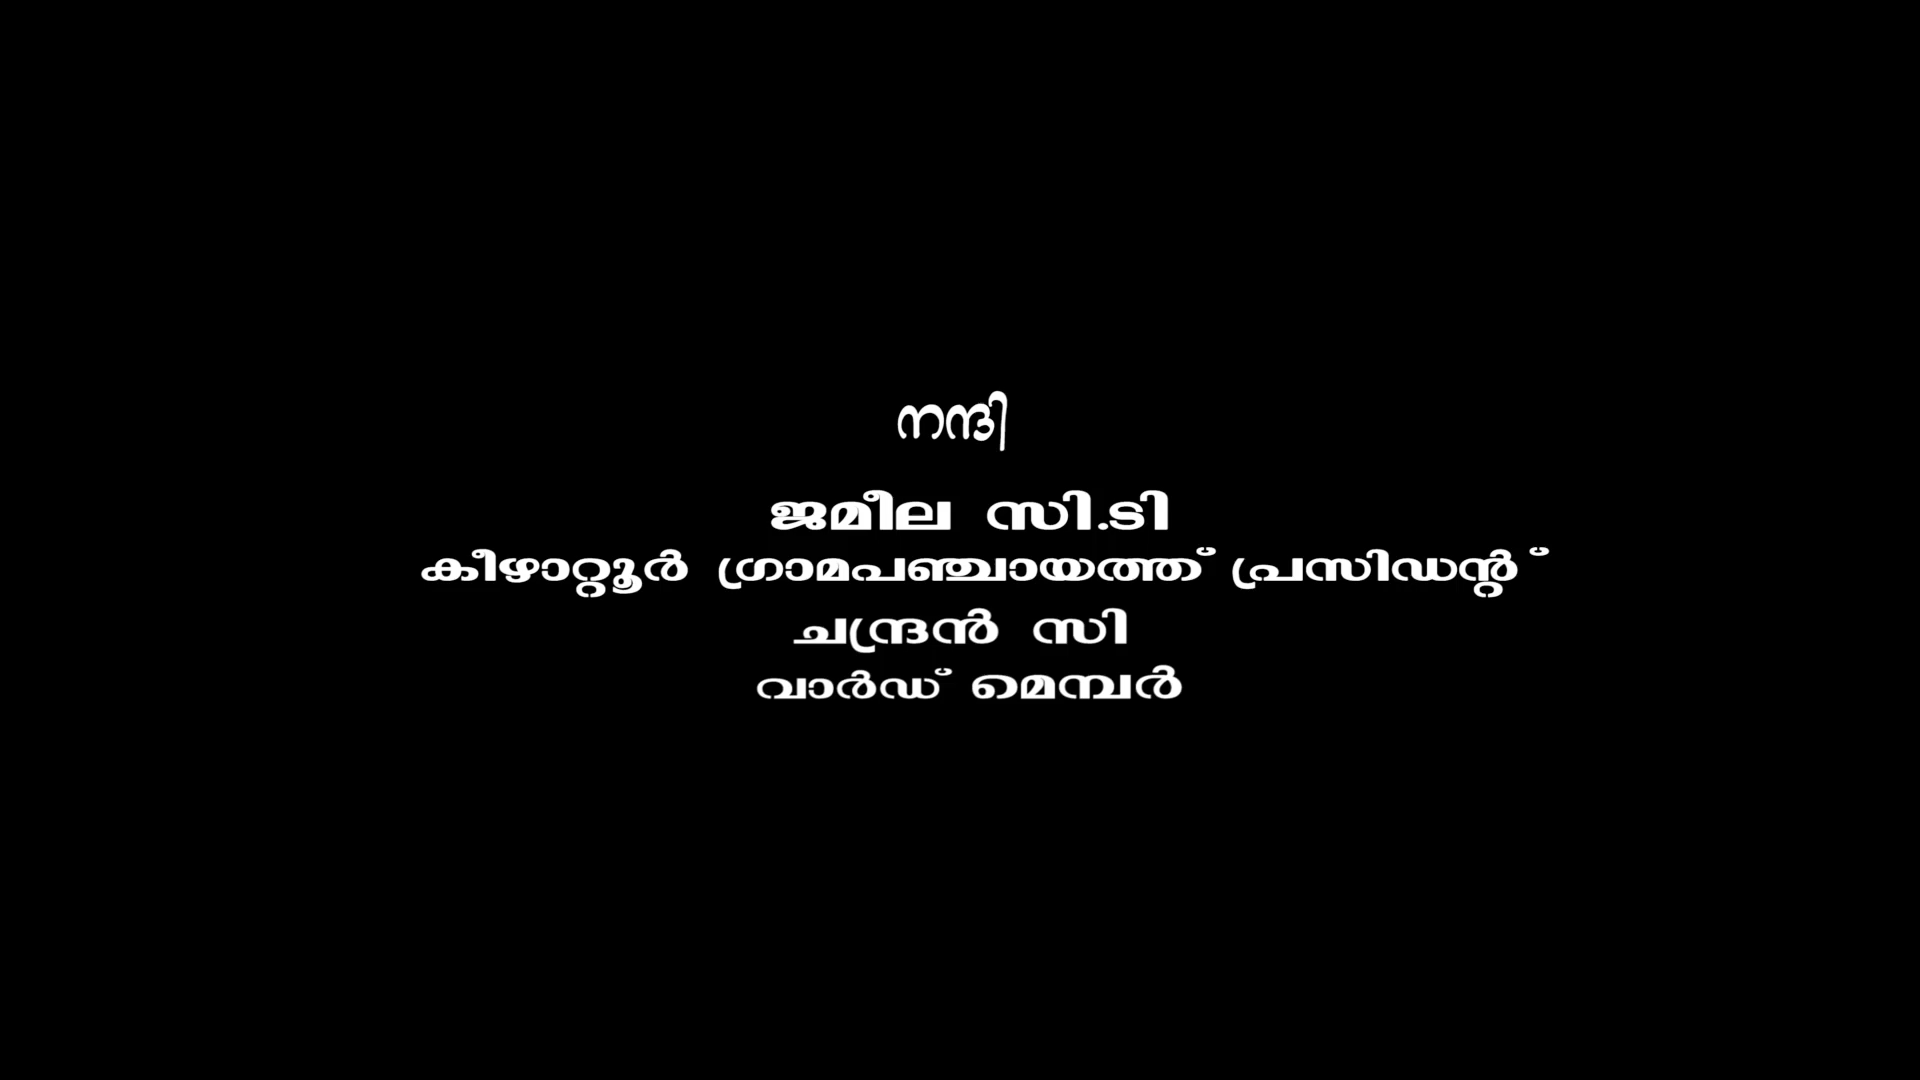 നന്ദി
ജമീല സി.ടി
കീഴാറ്റൂർ ഗ്രാമപഞ്ചായത്ത് പ്രസിഡന്റ്
ചന്ദ്രൻ സി
വാർഡ് മെമ്പർ